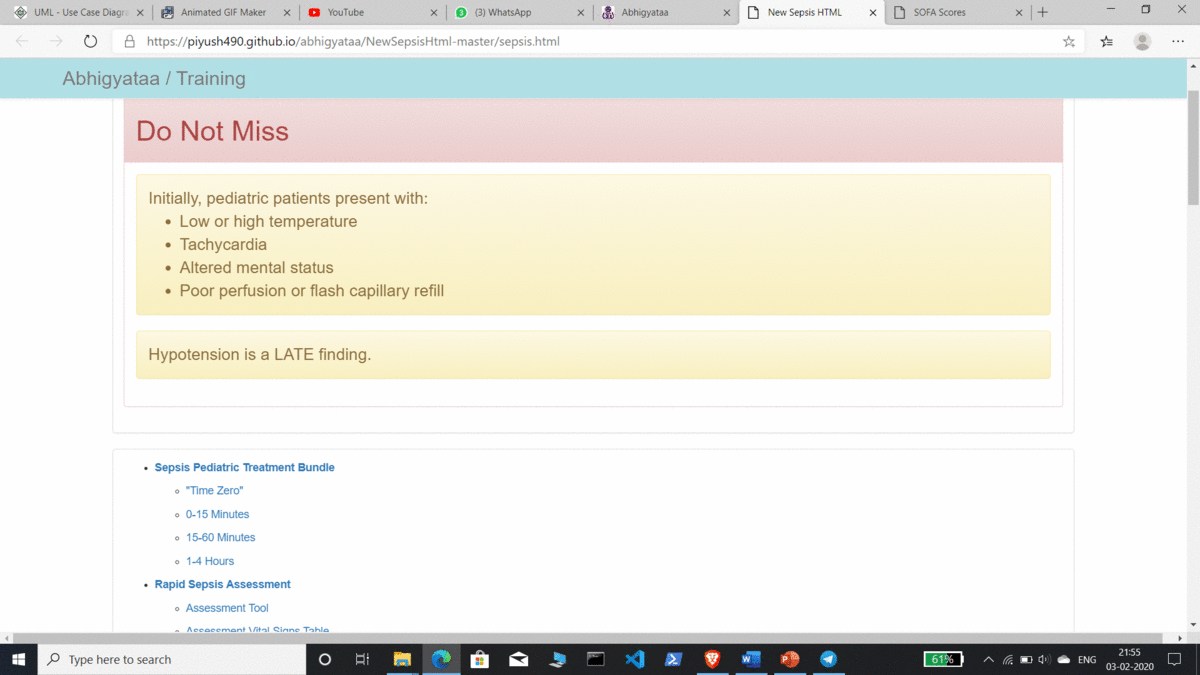 UML - Use Case Diagra
Animated GIF Maker
YouTube
(3) WhatsApp
Abhigyataa
New Sepsis HTML
SOFA Scores
https://piyush490.github.io/abhigyataa/NewSepsisHtml-master/sepsis.html
Abhigyataa / Training
Do Not Miss
Initially, pediatric patients present with:
Low or high temperature
Tachycardia
Altered mental status
Poor perfusion or flash capillary refill
Hypotension is a LATE finding.
Sepsis Pediatric Treatment Bundle
"Time Zero"
0-15 Minutes
15-60 Minutes
1-4 Hours
Rapid Sepsis Assessment
Assessment Tool
Assessment Vital Signs Table
Type here to search
61%
ENG
21:55
03-02-2020